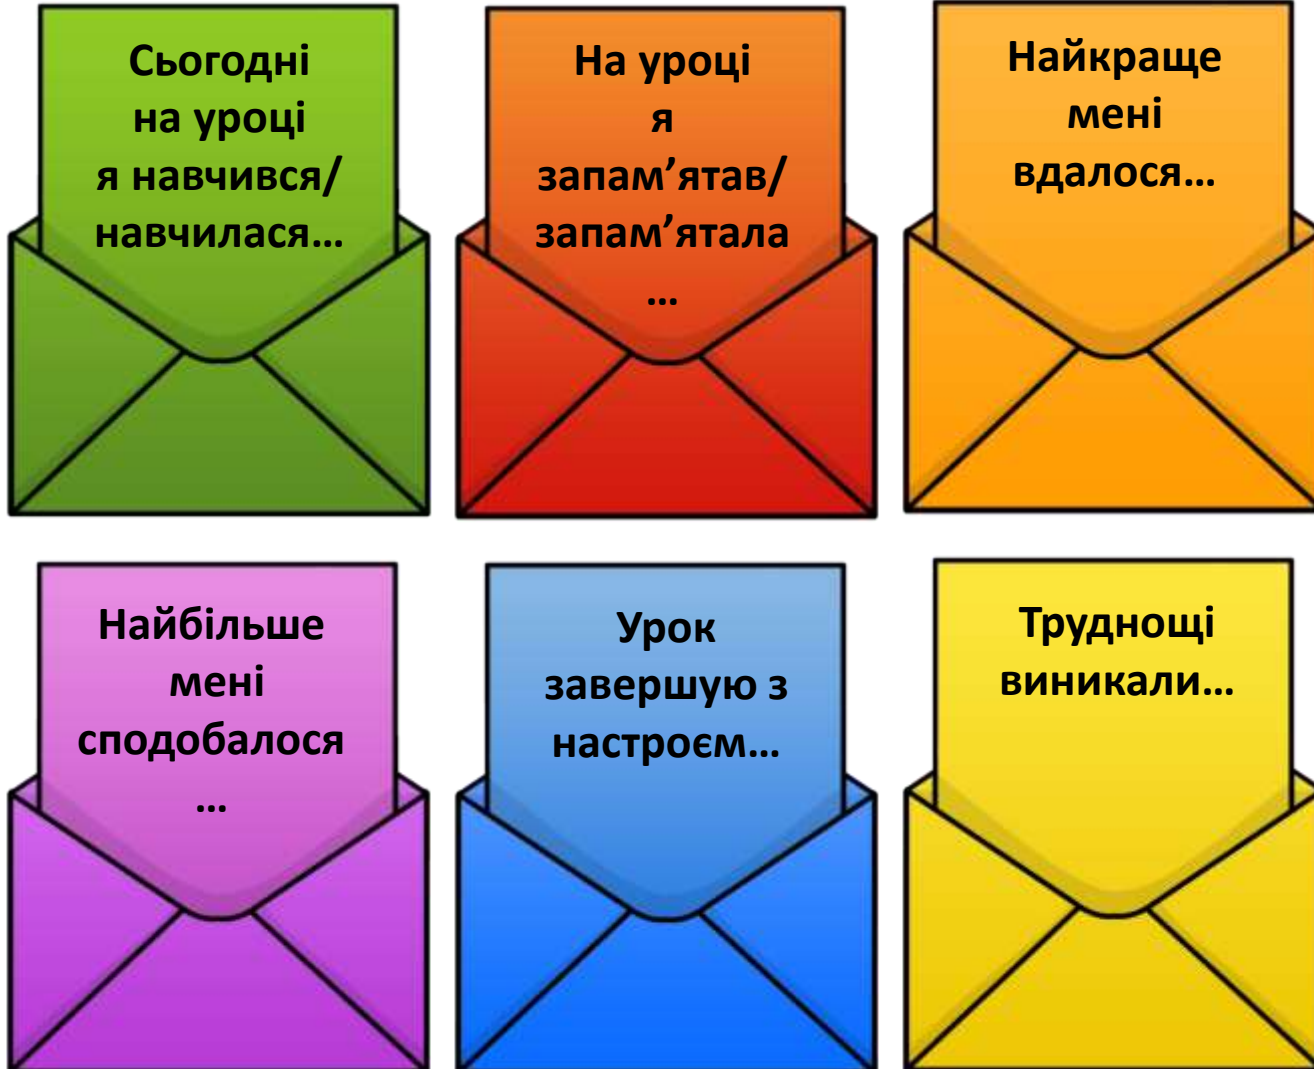 Сьогодні
на уроці
я навчився/
навчилася…
На уроці
я
запам’ятав/
запам’ятала
…
Найкраще
мені
вдалося…
Найбільше
мені
сподобалося
…
Урок
завершую з
настроєм…
Труднощі
виникали…